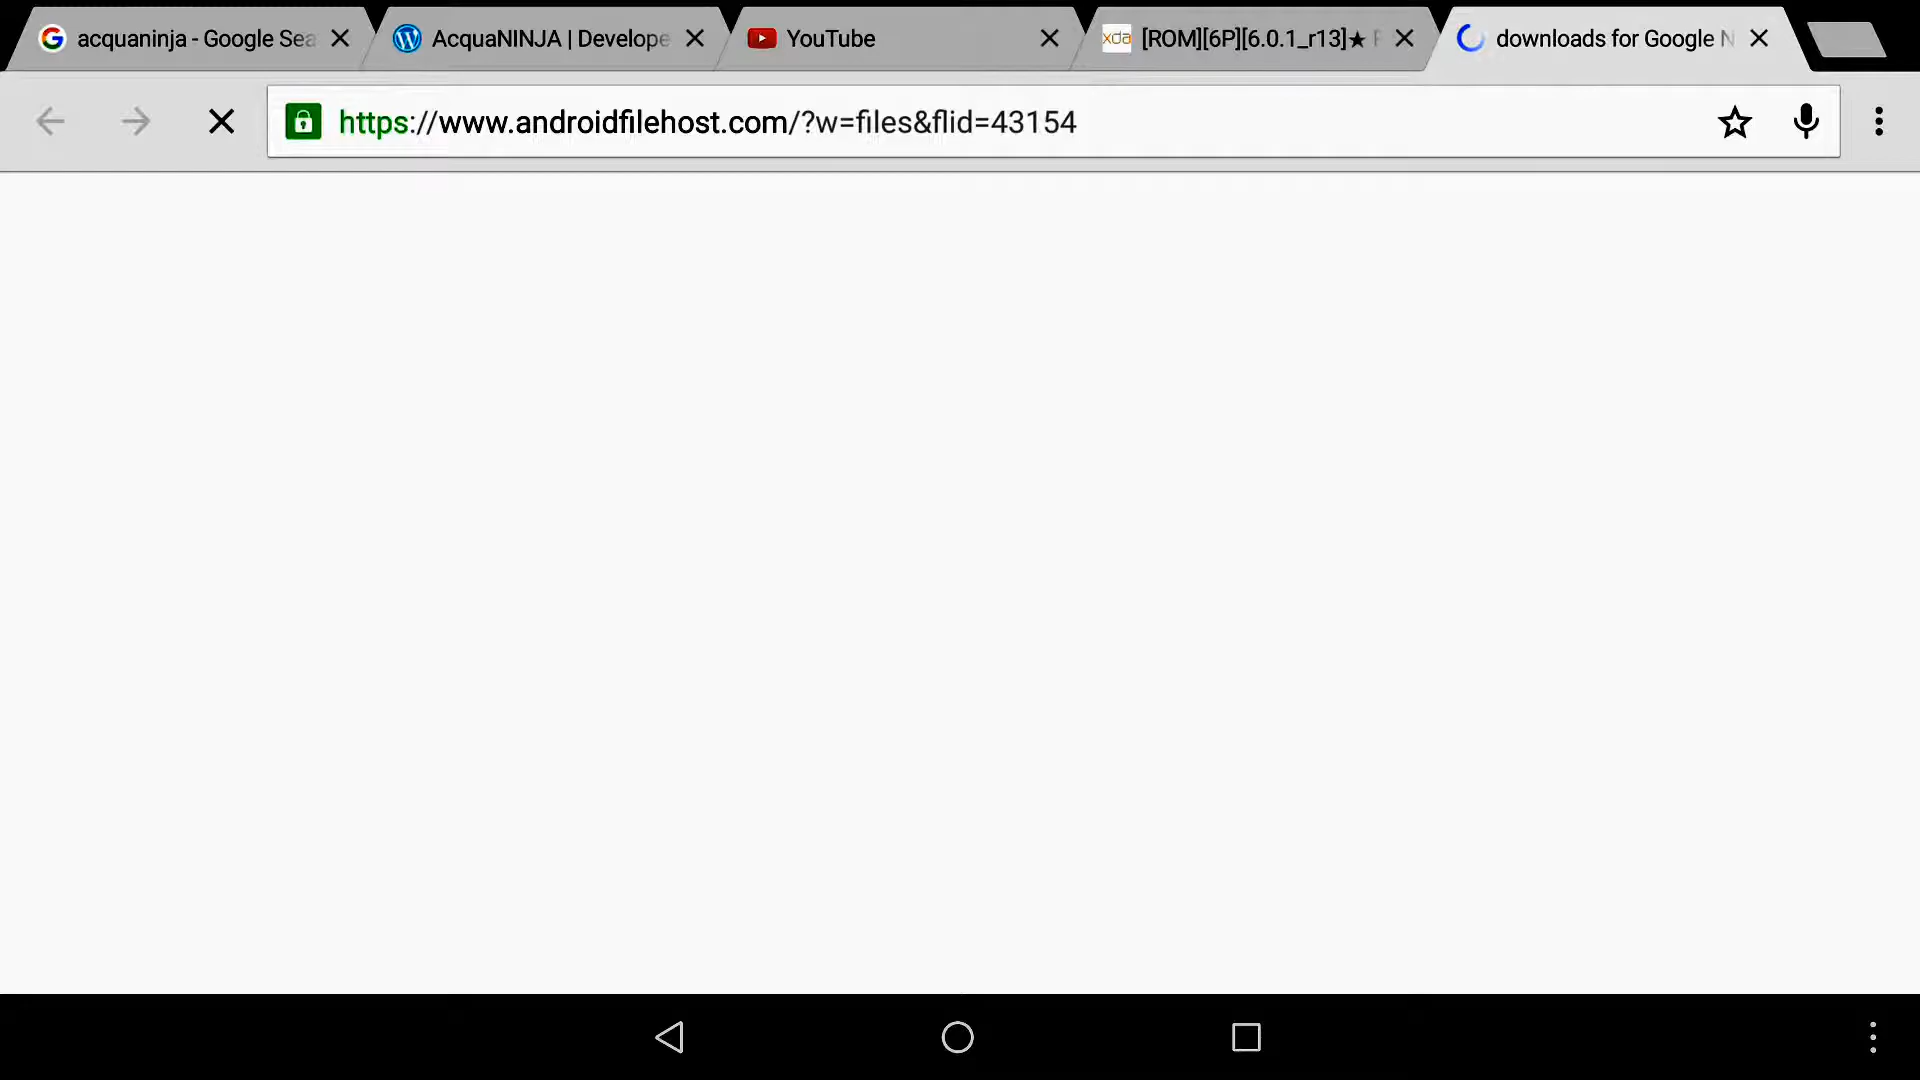 acquaninja - Google Sea
AcquaNINJA | Develope
YouTube
xda
[ROM][6P][6.0.1_r13]★
downloads for Google N
https://www.androidfilehost.com/?w=files&flid=43154